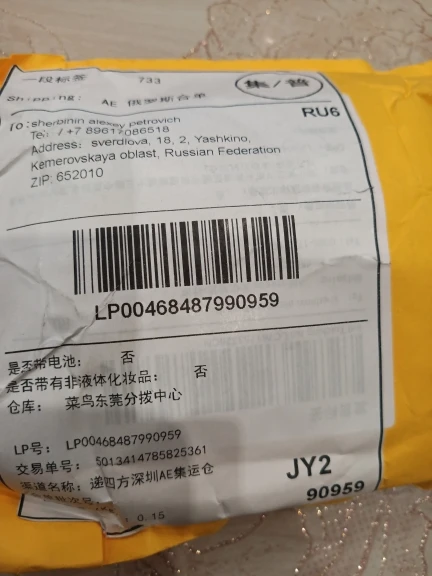 一段标签 733 集/普
Shipping: AE 俄罗斯合单
RU6
To:sherbinin alexey petrovich
Tel: /+7 89617086518
Address: sverdlova, 18, 2, Yashkino,
Kemerovskaya oblast, Russian Federation
ZIP: 652010
LP00468487990959
是否带电池: 否
是否带有非液体化妆品: 否
仓库: 菜鸟东莞分拨中心
LP号: LP00468487990959
交易单号: 5013414785825361
渠道名称: 递四方深圳AE集运仓
JY2
90959
0.15